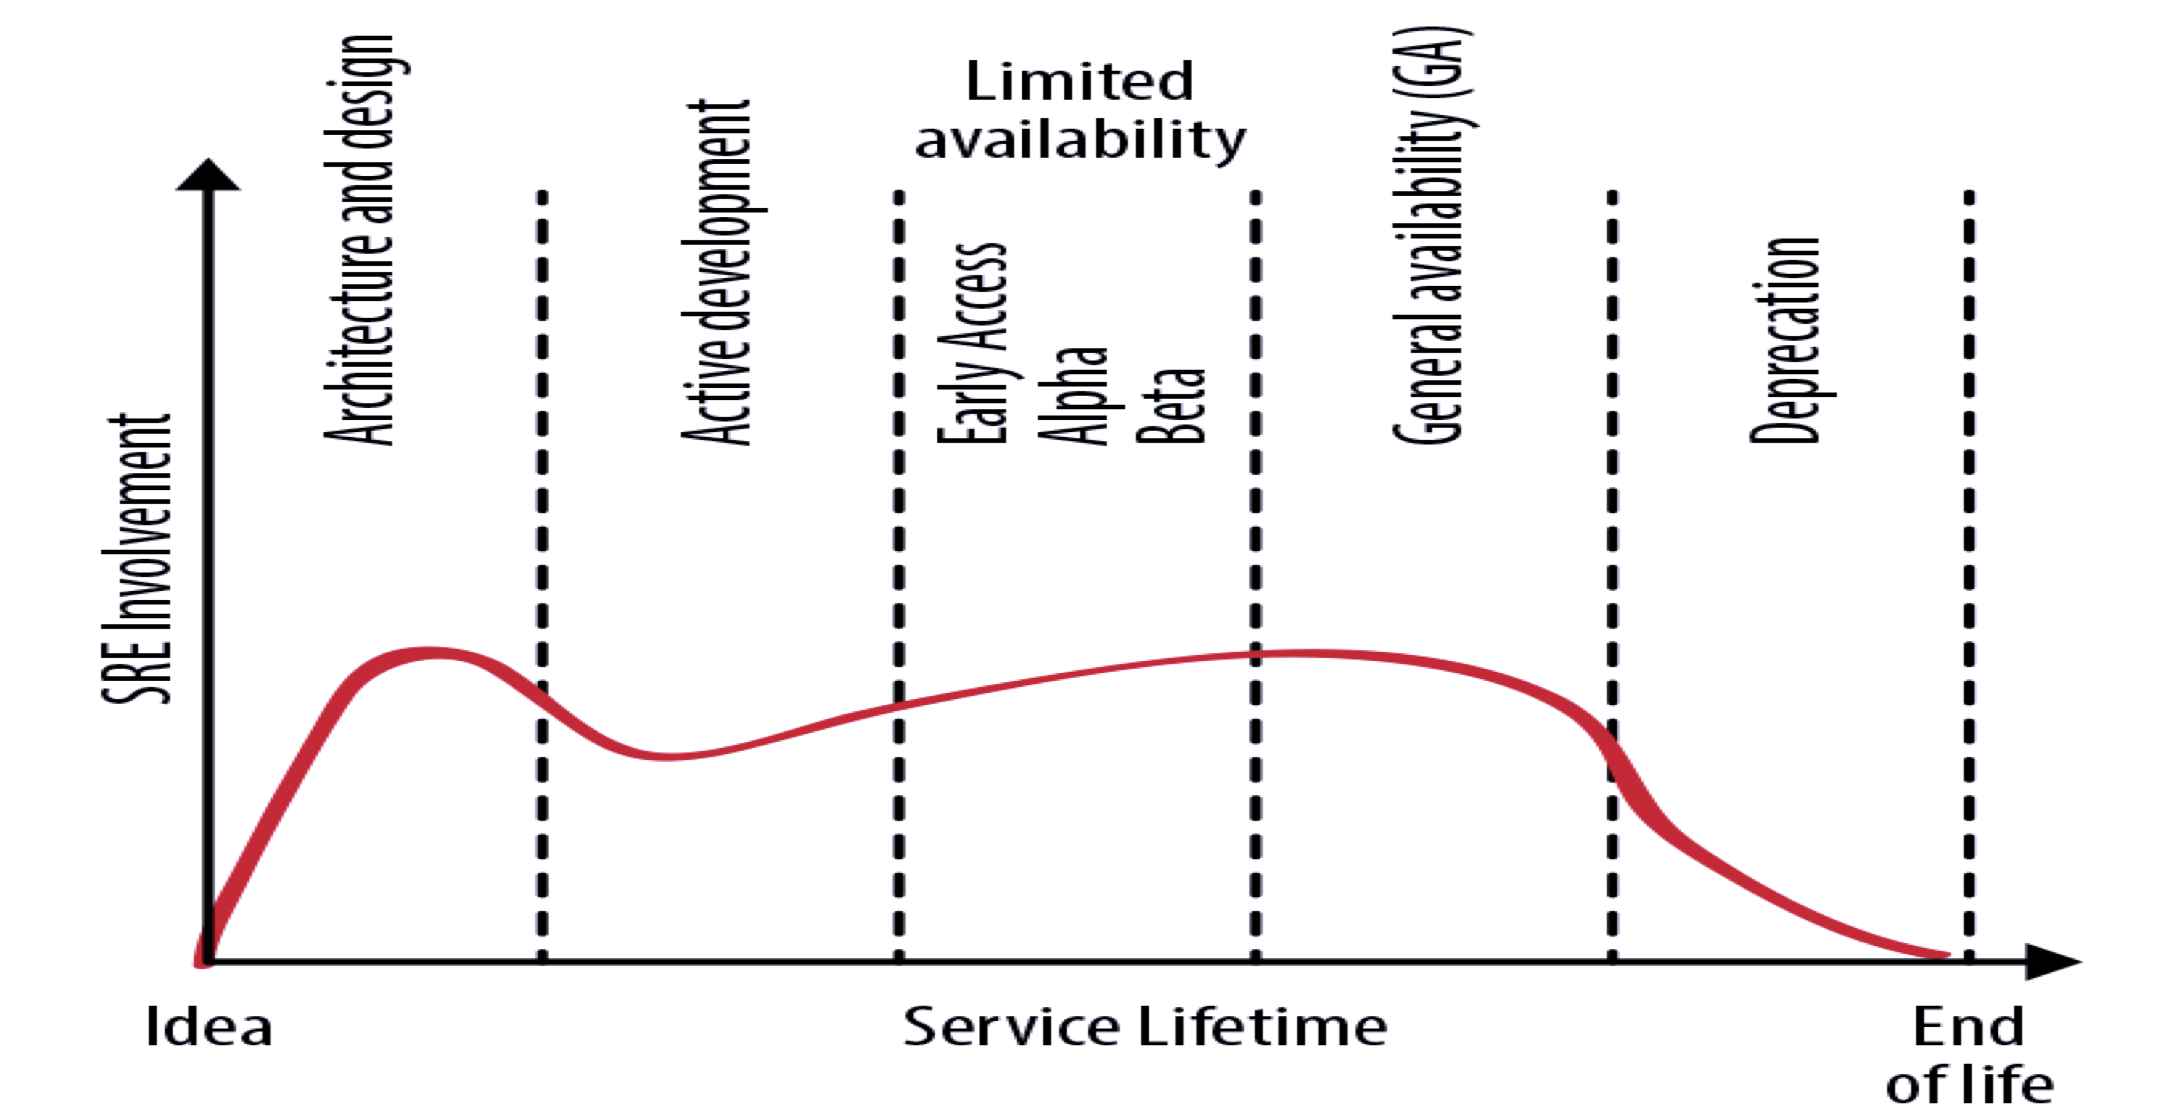 Architecture and design
Active development
Limited
availability
Early Access
Alpha
Beta
General availability (GA)
Deprecation
SRE Involvement
Idea
Service Lifetime
End
of life